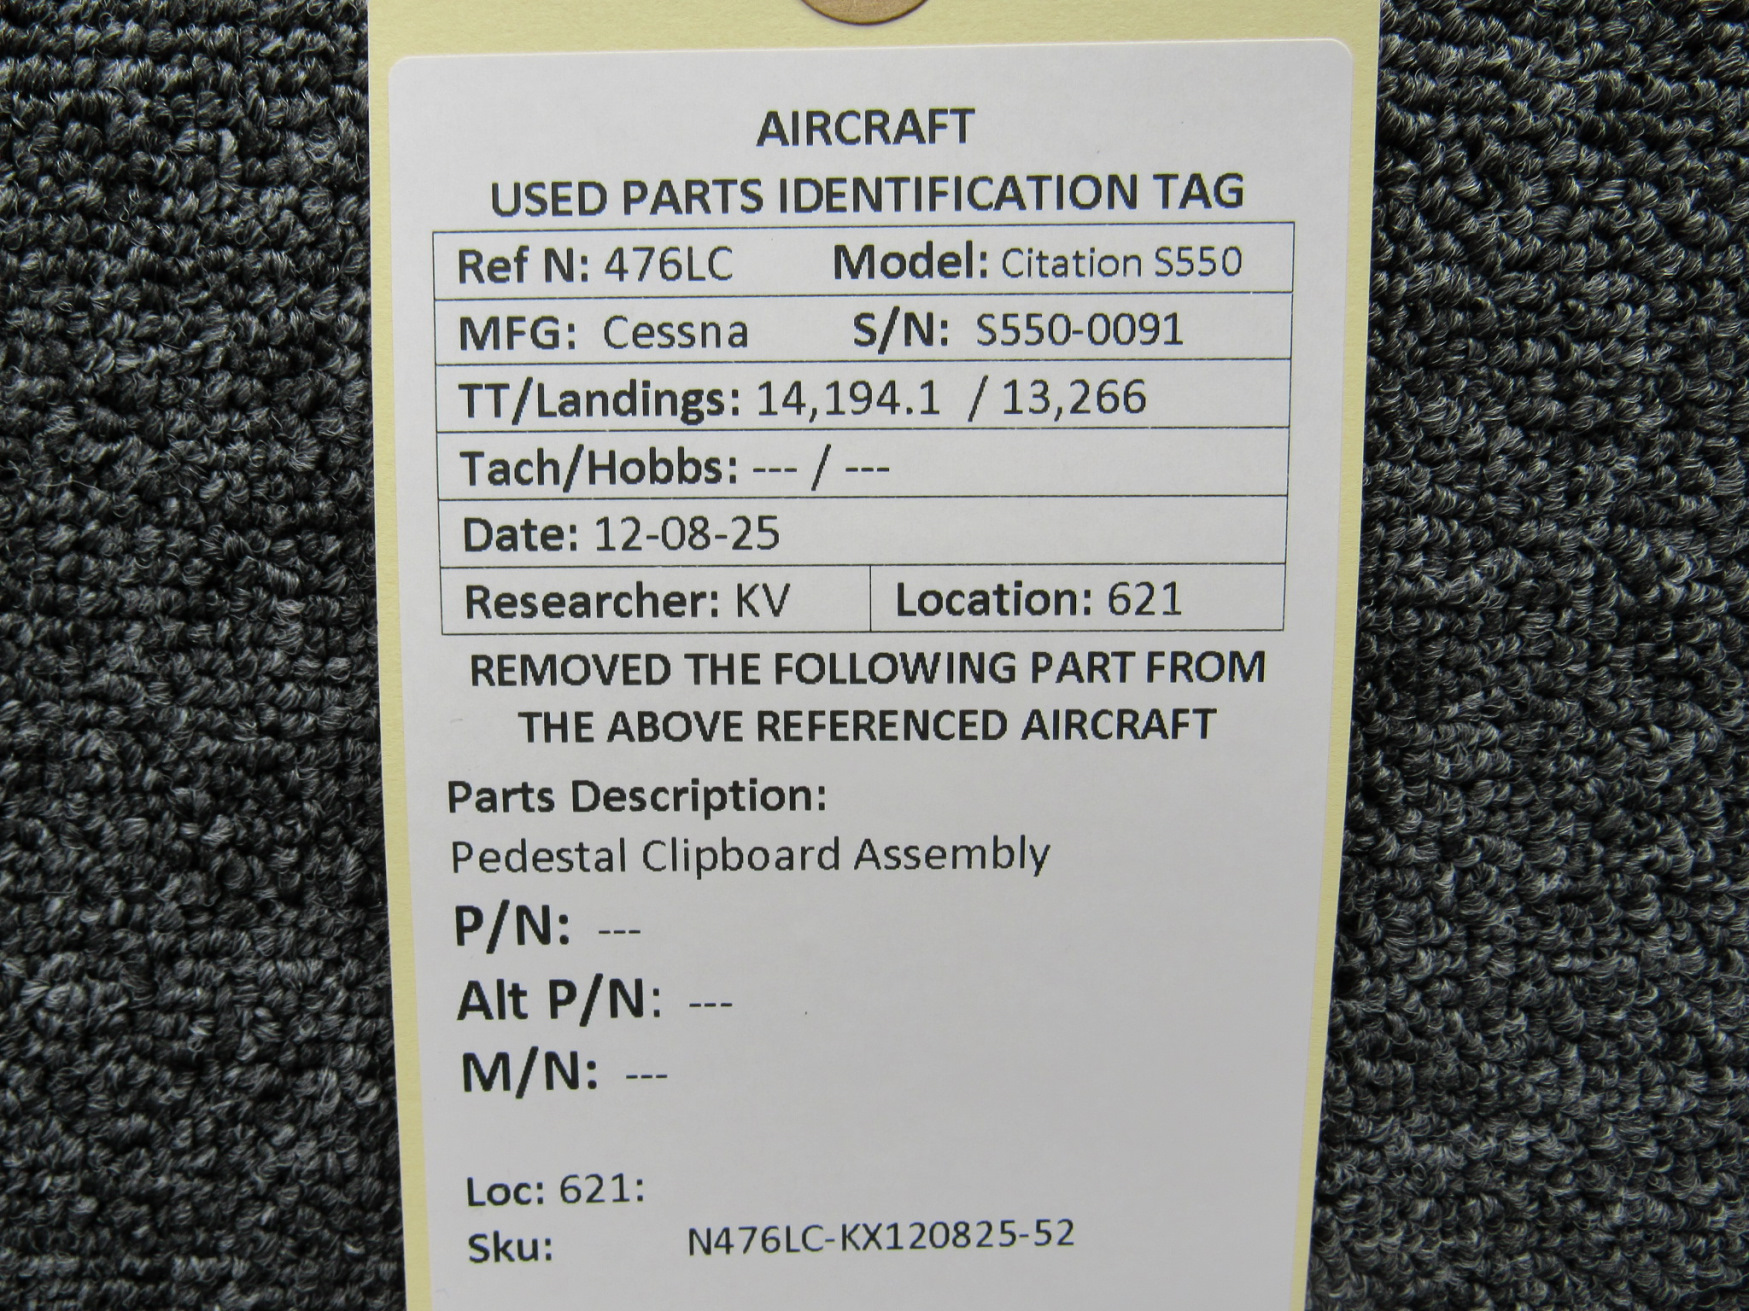 AIRCRAFT
USED PARTS IDENTIFICATION TAG
Ref N: 476LC Model: Citation S550
MFG: Cessna S/N: S550-0091
TT/Landings: 14,194.1 / 13,266
Tach/Hobbs: --- / ---
Date: 12-08-25
Researcher: KV Location: 621
REMOVED THE FOLLOWING PART FROM
THE ABOVE REFERENCED AIRCRAFT
Parts Description:
Pedestal Clipboard Assembly
P/N: ---
Alt P/N: ---
M/N: ---
Loc: 621:
Sku: N476LC-KX120825-52